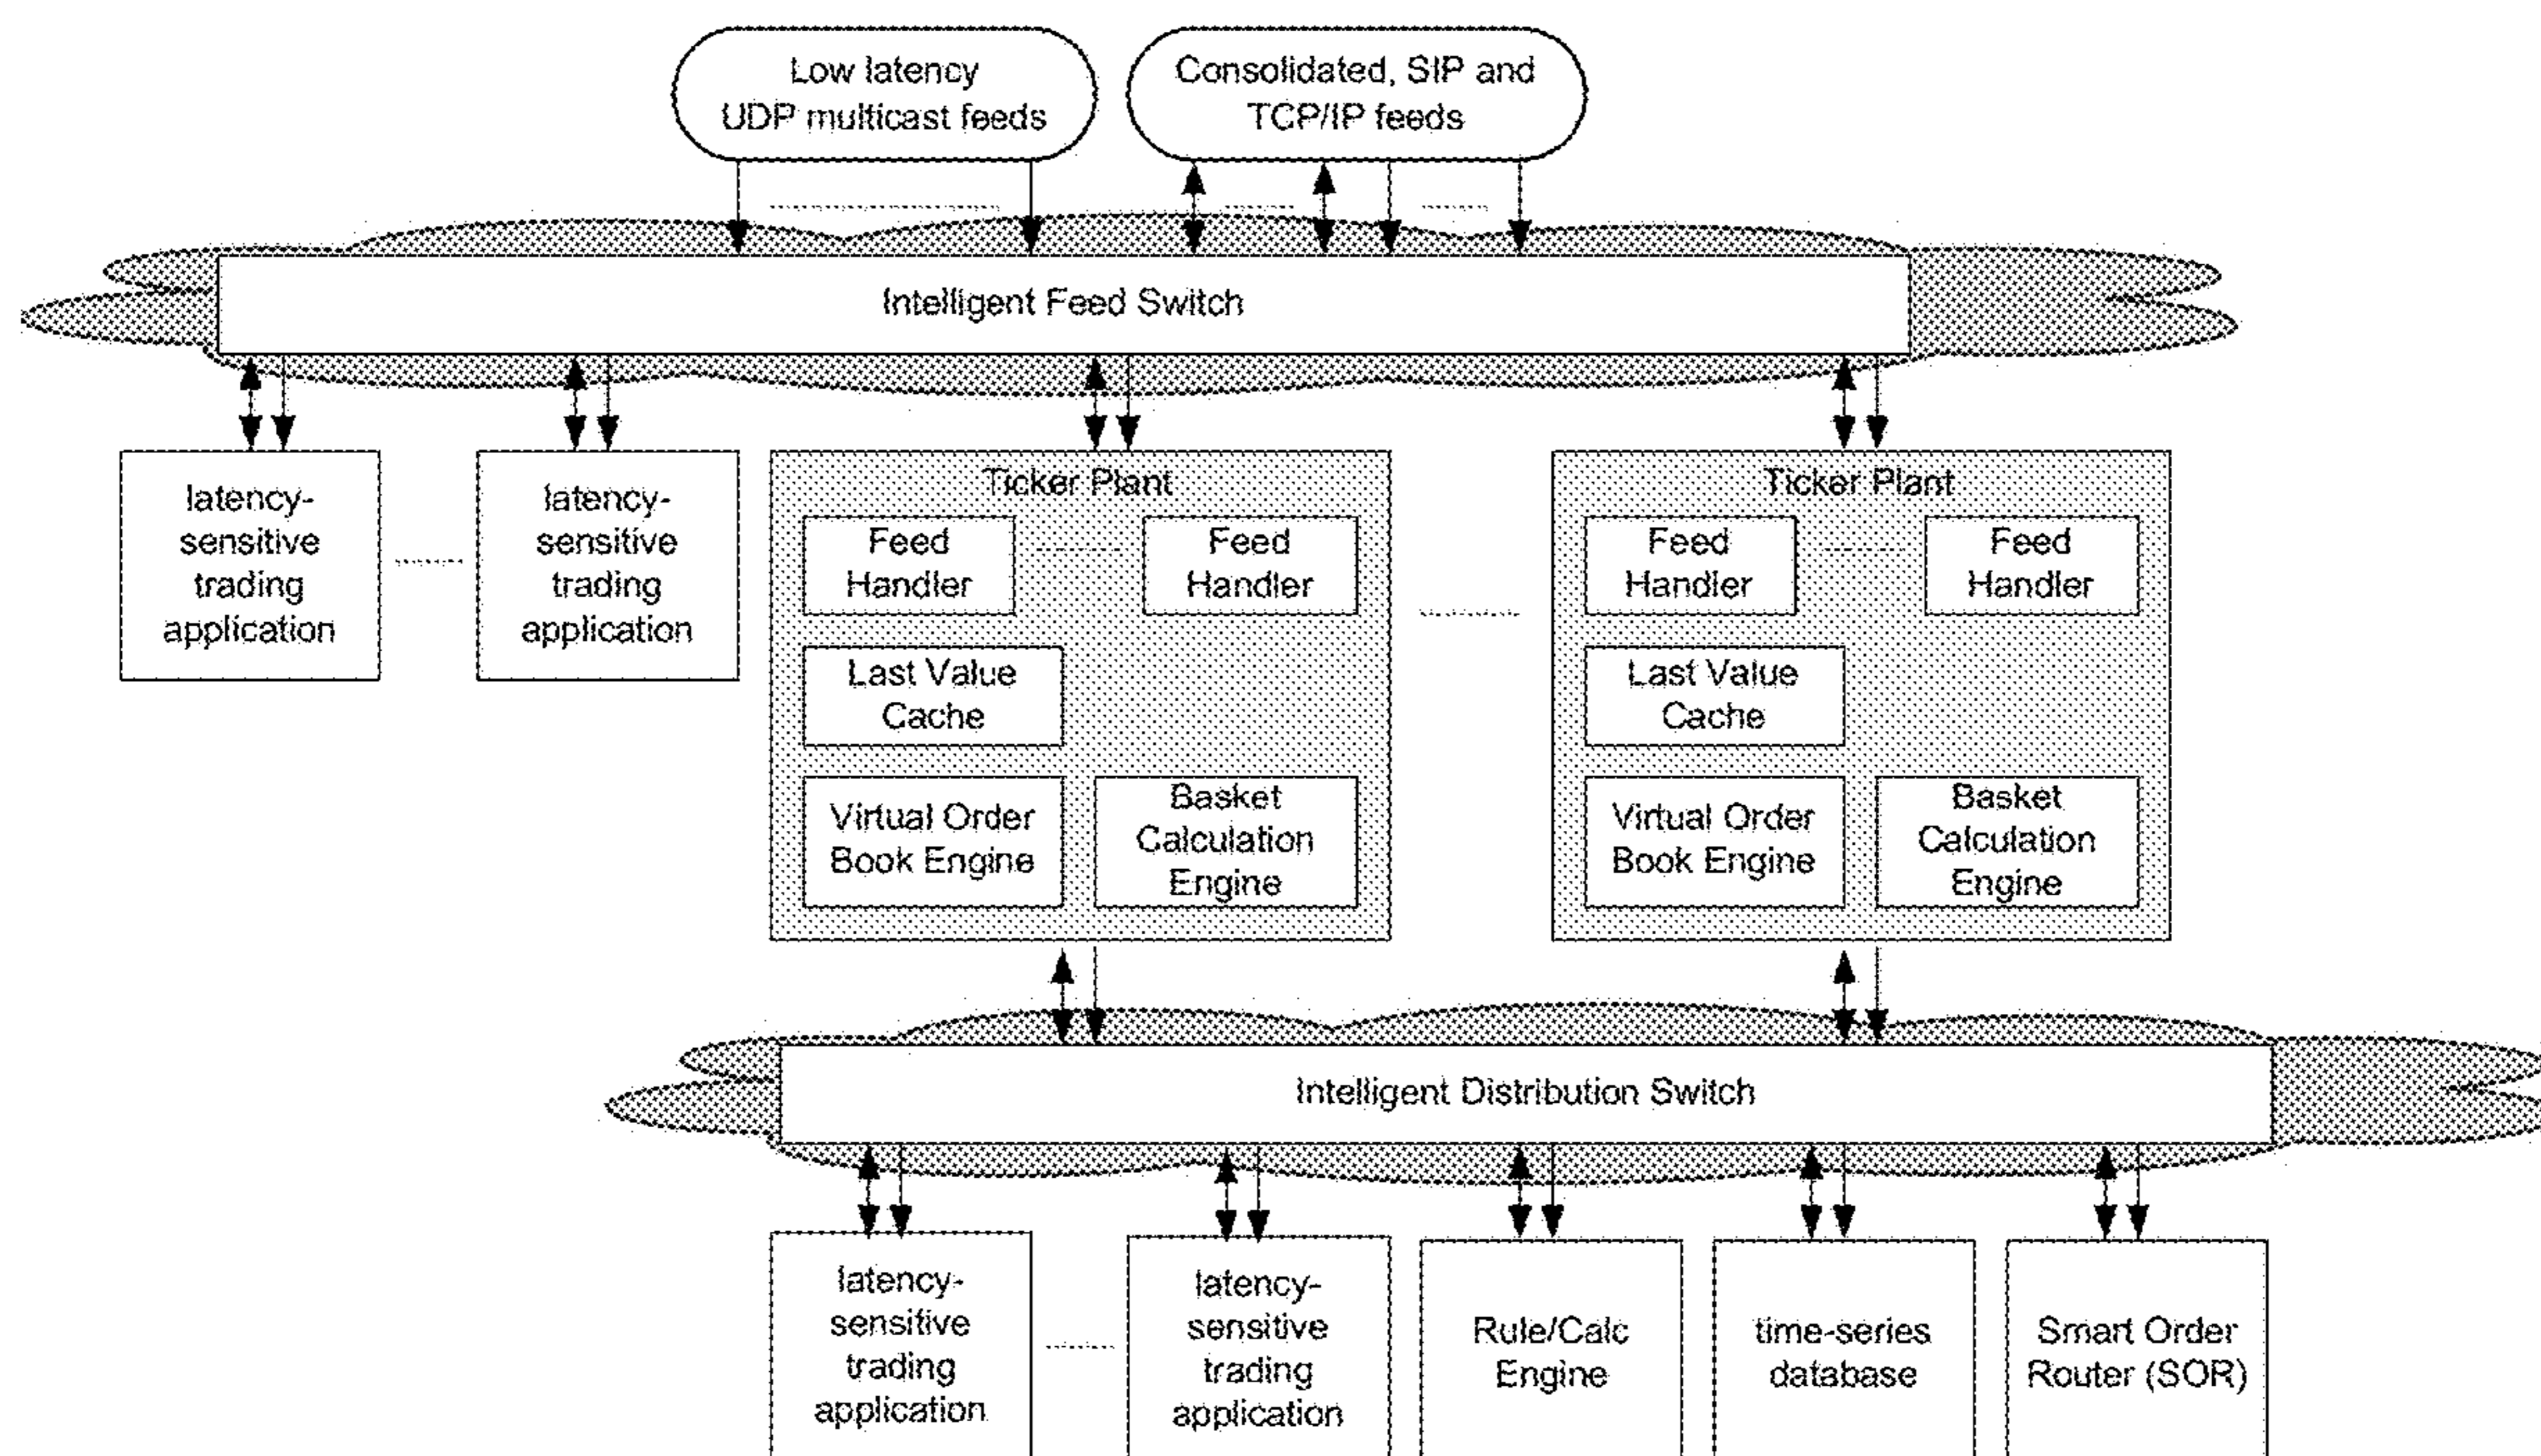 Low latency
UDP multicast feeds
Consolidated, SIP and
TCP/IP feeds
Intelligent Feed Switch
latency-
sensitive
trading
application
latency-
sensitive
trading
application
Ticker Plant
Feed
Handler
Feed
Handler
Last Value
Cache
Virtual Order
Book Engine
Basket
Calculation
Engine
Ticker Plant
Feed
Handler
Feed
Handler
Last Value
Cache
Virtual Order
Book Engine
Basket
Calculation
Engine
Intelligent Distribution Switch
latency-
sensitive
trading
application
latency-
sensitive
trading
application
Rule/Calc
Engine
time-series
database
Smart Order
Router (SOR)